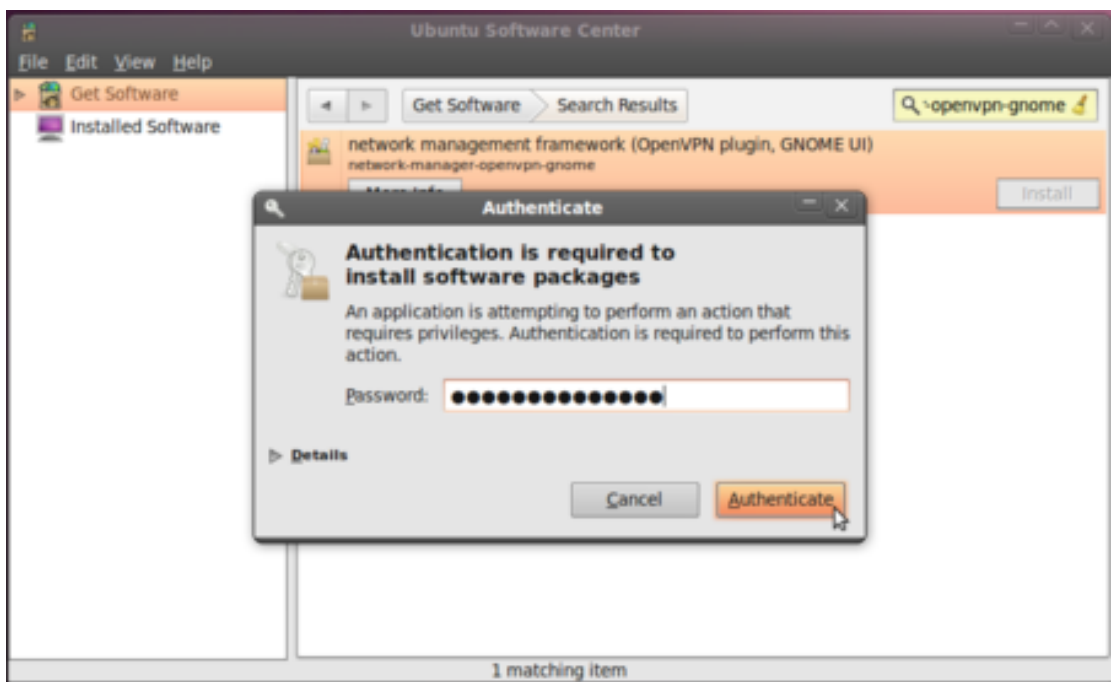 Ubuntu Software Center
File Edit View Help
Get Software
Installed Software
Get Software Search Results
openvpn-gnome
network management framework (OpenVPN plugin, GNOME UI)
network-manager-openvpn-gnome
More Info
Install
Authenticate
Authentication is required to
install software packages
An application is attempting to perform an action that
requires privileges. Authentication is required to perform this
action.
Password: ●●●●●●●●●●●●●●
Details
Cancel Authenticate
1 matching item